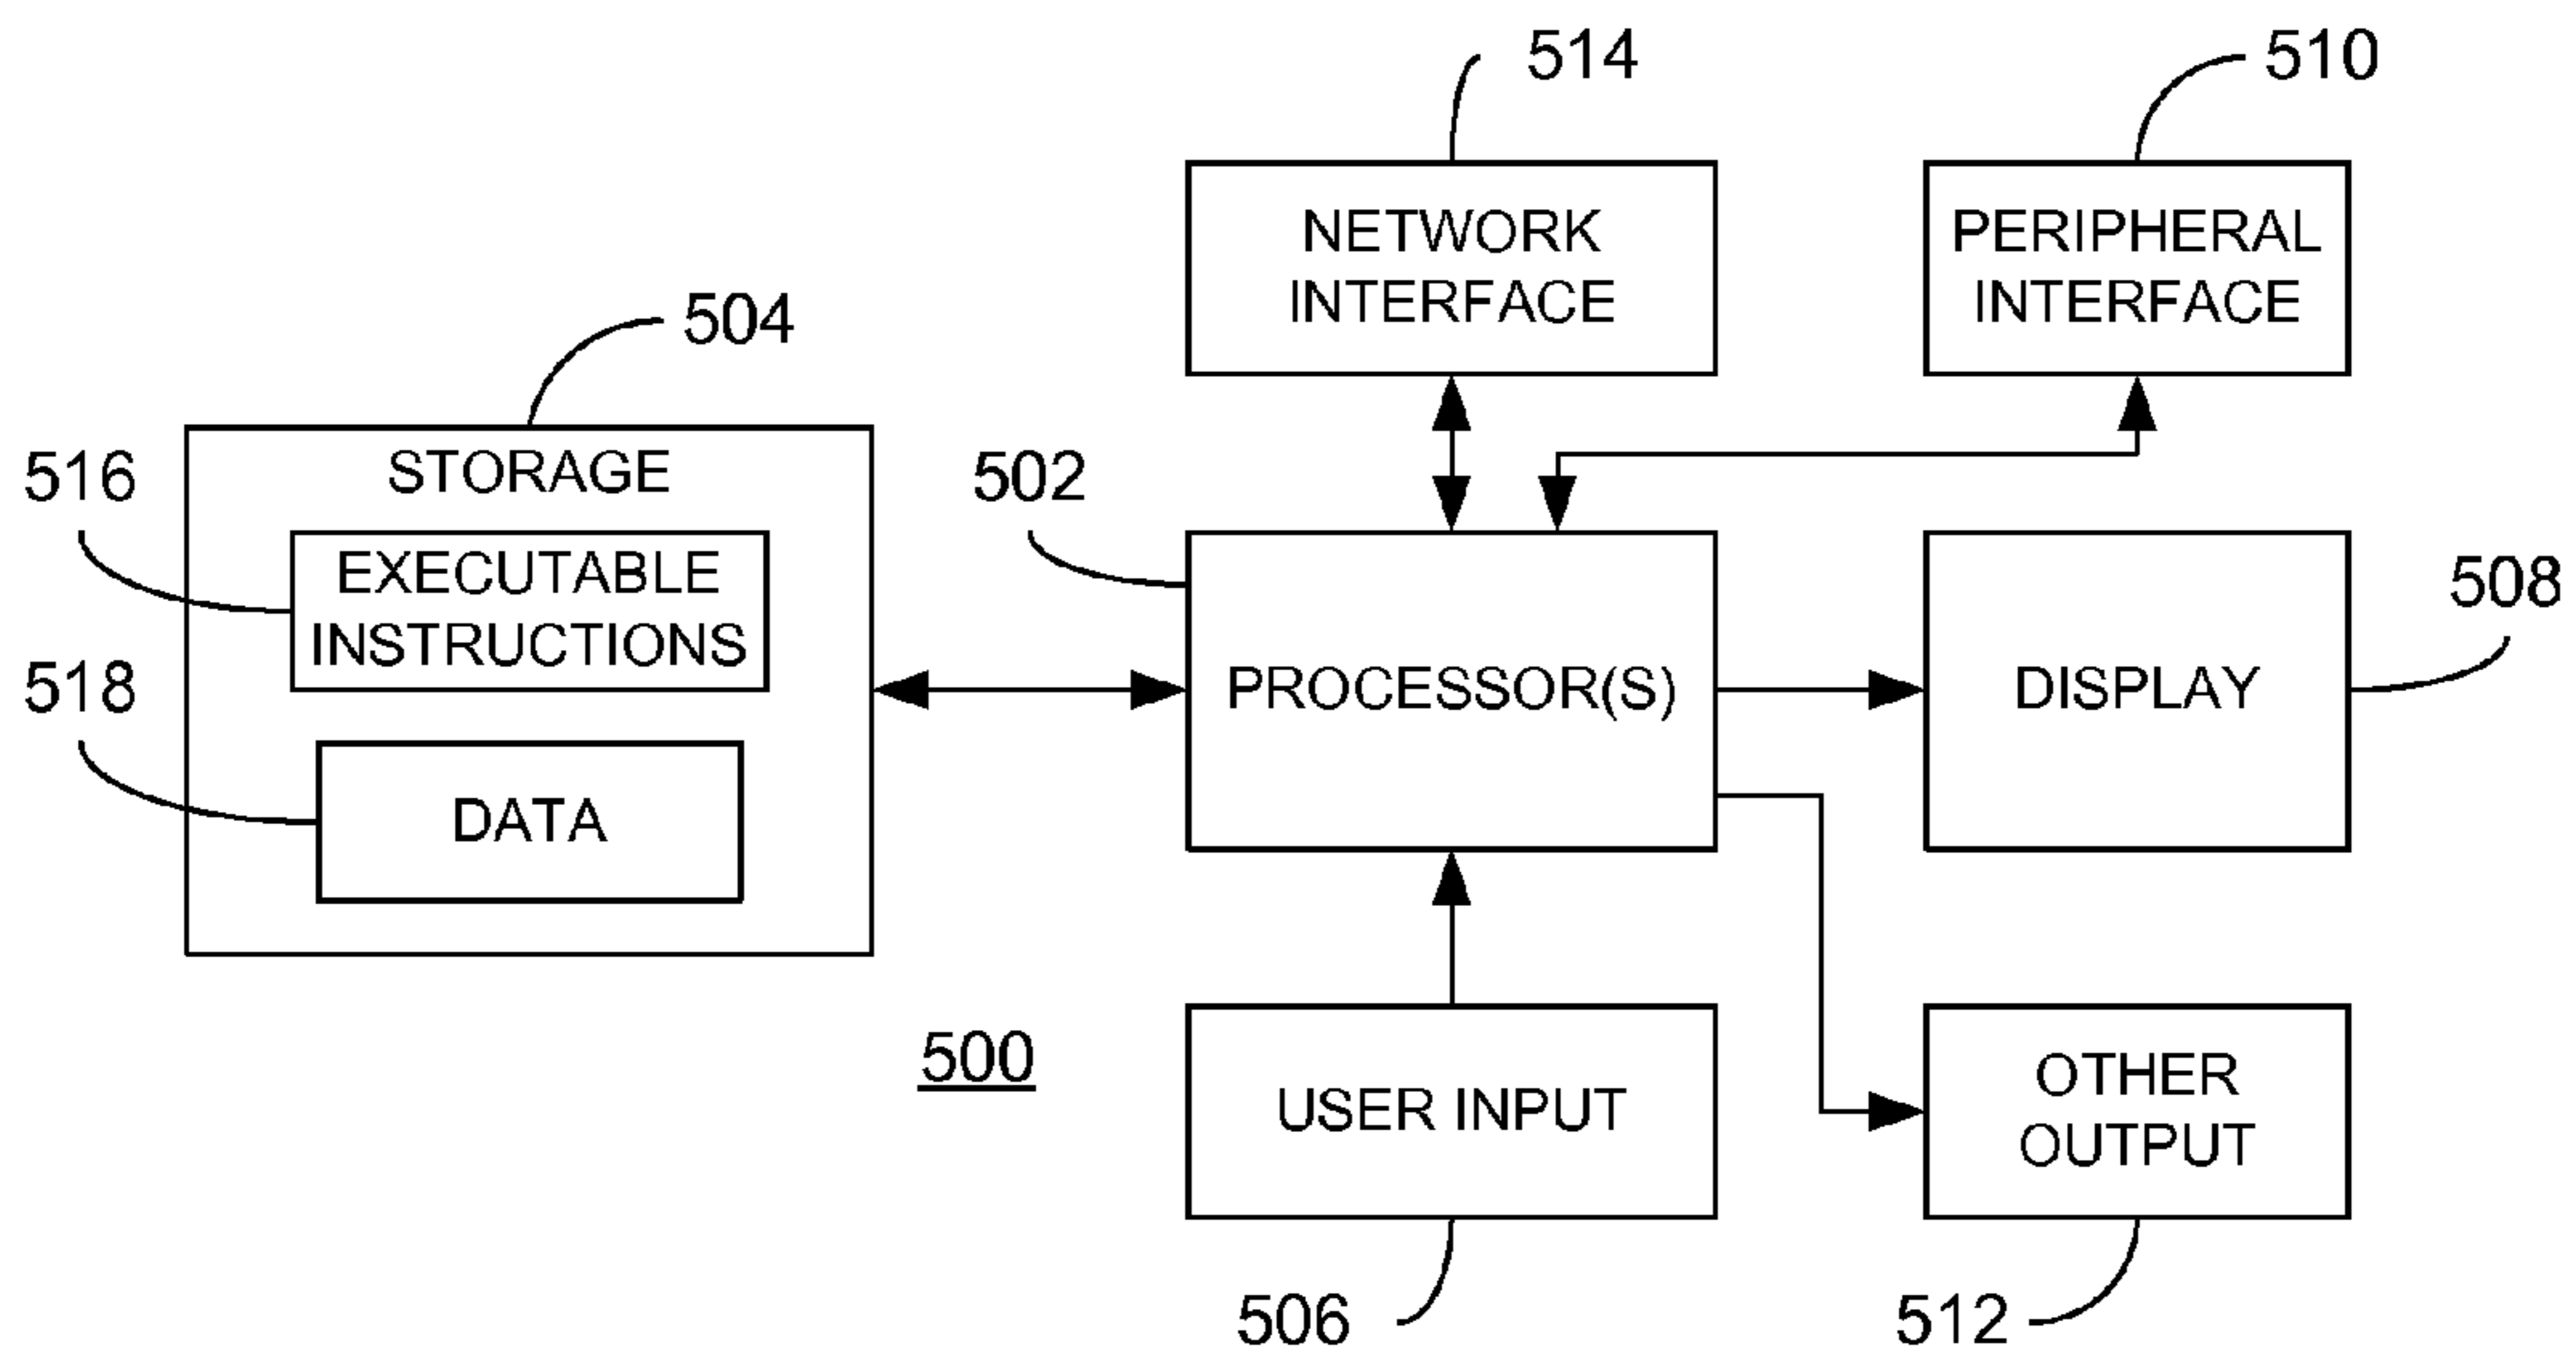 514
510
NETWORK
INTERFACE
PERIPHERAL
INTERFACE
504
STORAGE
516
EXECUTABLE
INSTRUCTIONS
518
DATA
502
PROCESSOR(S)
DISPLAY
508
500
USER INPUT
OTHER
OUTPUT
506
512